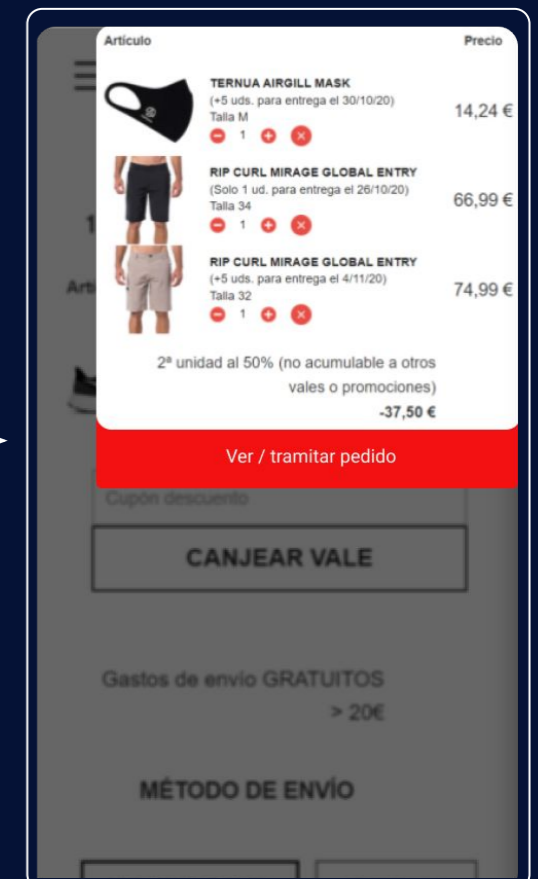 Artículo Precio
TERNUA AIRGILL MASK
(+5 uds. para entrega el 30/10/20)
Talla M
14,24 €
1
RIP CURL MIRAGE GLOBAL ENTRY
(Solo 1 ud. para entrega el 26/10/20)
Talla 34
66,99 €
1
RIP CURL MIRAGE GLOBAL ENTRY
(+5 uds. para entrega el 4/11/20)
Talla 32
74,99 €
1
2ª unidad al 50% (no acumulable a otros
vales o promociones)
-37,50 €
Ver / tramitar pedido
Cupón descuento
CANJEAR VALE
Gastos de envío GRATUITOS
> 20€
MÉTODO DE ENVÍO